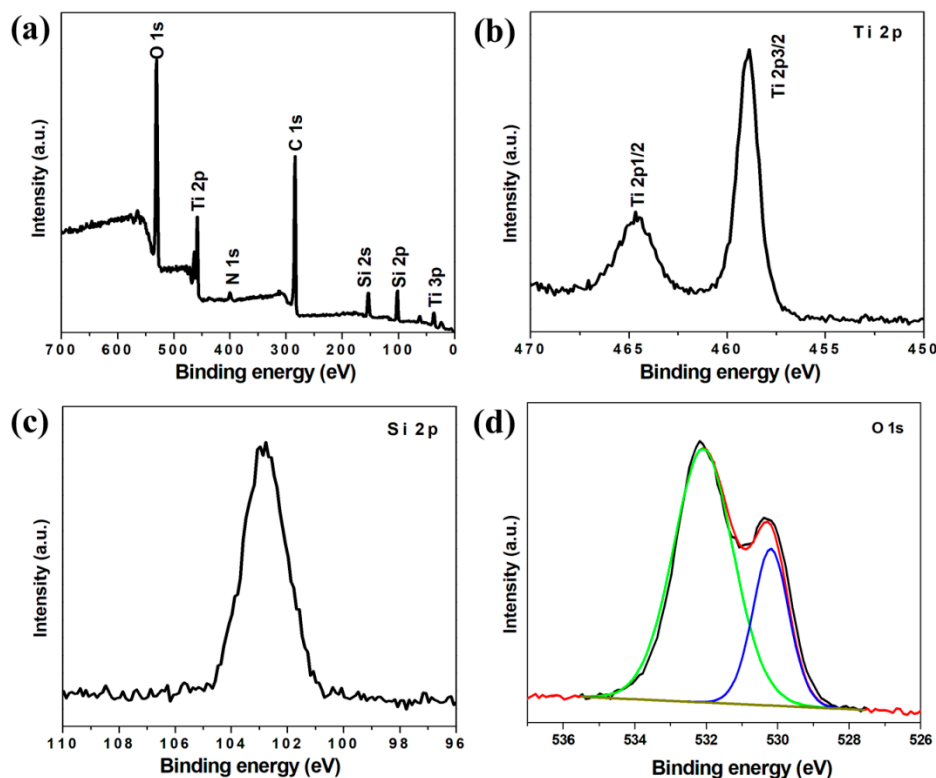 (a)
O 1s
Ti 2p
N 1s
C 1s
Si 2s
Si 2p
Ti 3p
Intensity (a.u.)
700 600 500 400 300 200 100 0
Binding energy (eV)
(b)
Ti 2p
Ti 2p1/2
Ti 2p3/2
Intensity (a.u.)
470 465 460 455 450
Binding energy (eV)
(c)
Si 2p
Intensity (a.u.)
110 108 106 104 102 100 98 96
Binding energy (eV)
(d)
O 1s
Intensity (a.u.)
536 534 532 530 528 526
Binding energy (eV)